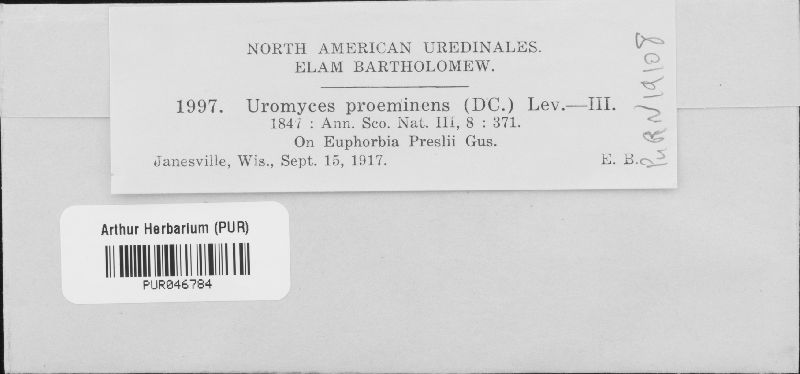 NORTH AMERICAN UREDINALES.
ELAM BARTHOLOMEW.
1997. Uromyces proeminens (DC.) Lev.—III.
1847 : Ann. Sco. Nat. III, 8 : 371.
On Euphorbia Preslii Gus.
Janesville, Wis., Sept. 15, 1917. E. B.
PUR N19108
Arthur Herbarium (PUR)
PUR046784